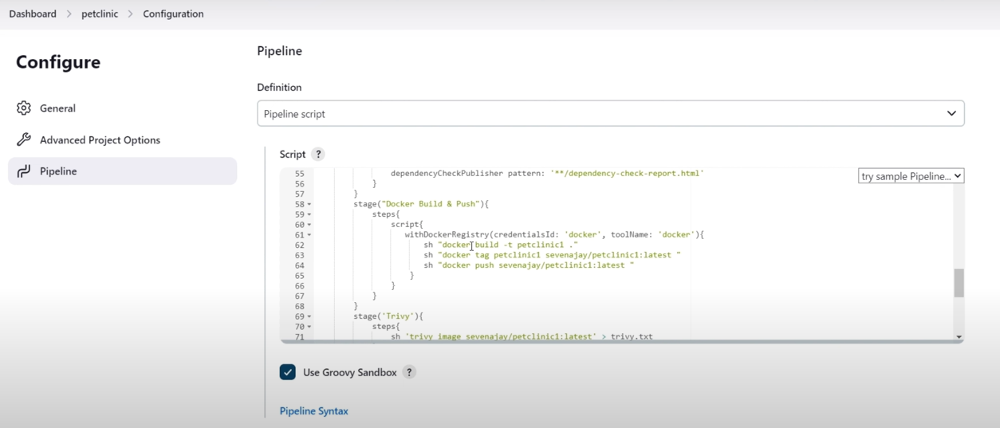 Dashboard > petclinic > Configuration
Configure
General
Advanced Project Options
Pipeline
Pipeline
Definition
Pipeline script
Script ?
try sample Pipeline...
55 dependencyCheckPublisher pattern: '**/dependency-check-report.html'
56 }
57 }
58 stage("Docker Build & Push"){
59 steps{
60 script{
61 withDockerRegistry(credentialsId: 'docker', toolName: 'docker'){
62 sh "docker build -t petclinic1 ."
63 sh "docker tag petclinic1 sevenajay/petclinic1:latest "
64 sh "docker push sevenajay/petclinic1:latest "
65 }
66 }
67 }
68 }
69 stage('Trivy'){
70 steps{
71 sh 'trivy image sevenajay/petclinic1:latest' > trivy.txt
Use Groovy Sandbox ?
Pipeline Syntax